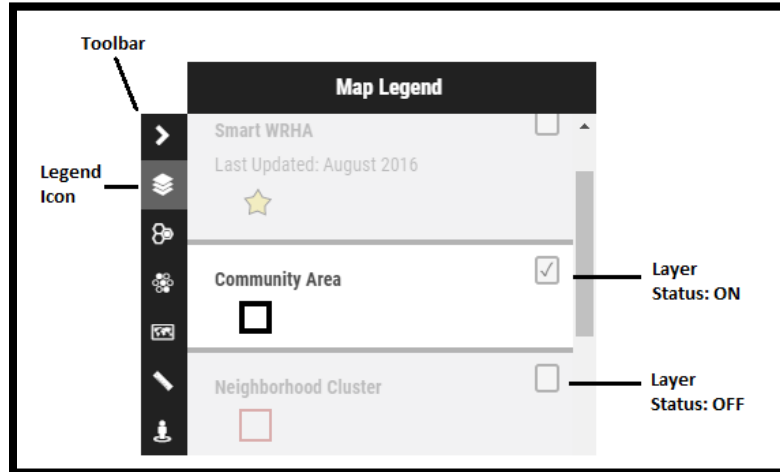 Toolbar
Map Legend
Smart WRHA
Last Updated: August 2016
Legend
Icon
Community Area
Layer
Status: ON
Neighborhood Cluster
Layer
Status: OFF